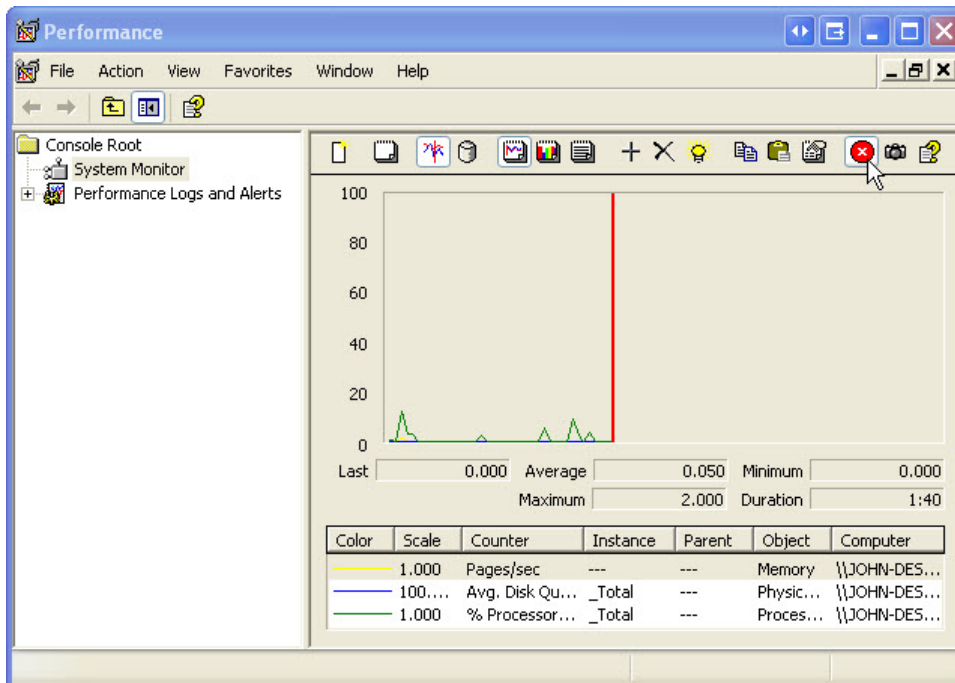 Performance
File Action View Favorites Window Help
Console Root
System Monitor
Performance Logs and Alerts
100
80
60
40
20
0
Last 0.000 Average 0.050 Minimum 0.000
Maximum 2.000 Duration 1:40
Color Scale Counter Instance Parent Object Computer
1.000 Pages/sec --- --- Memory \\JOHN-DES...
100.... Avg. Disk Qu... _Total --- Physic... \\JOHN-DES...
1.000 % Processor... _Total --- Proces... \\JOHN-DES...